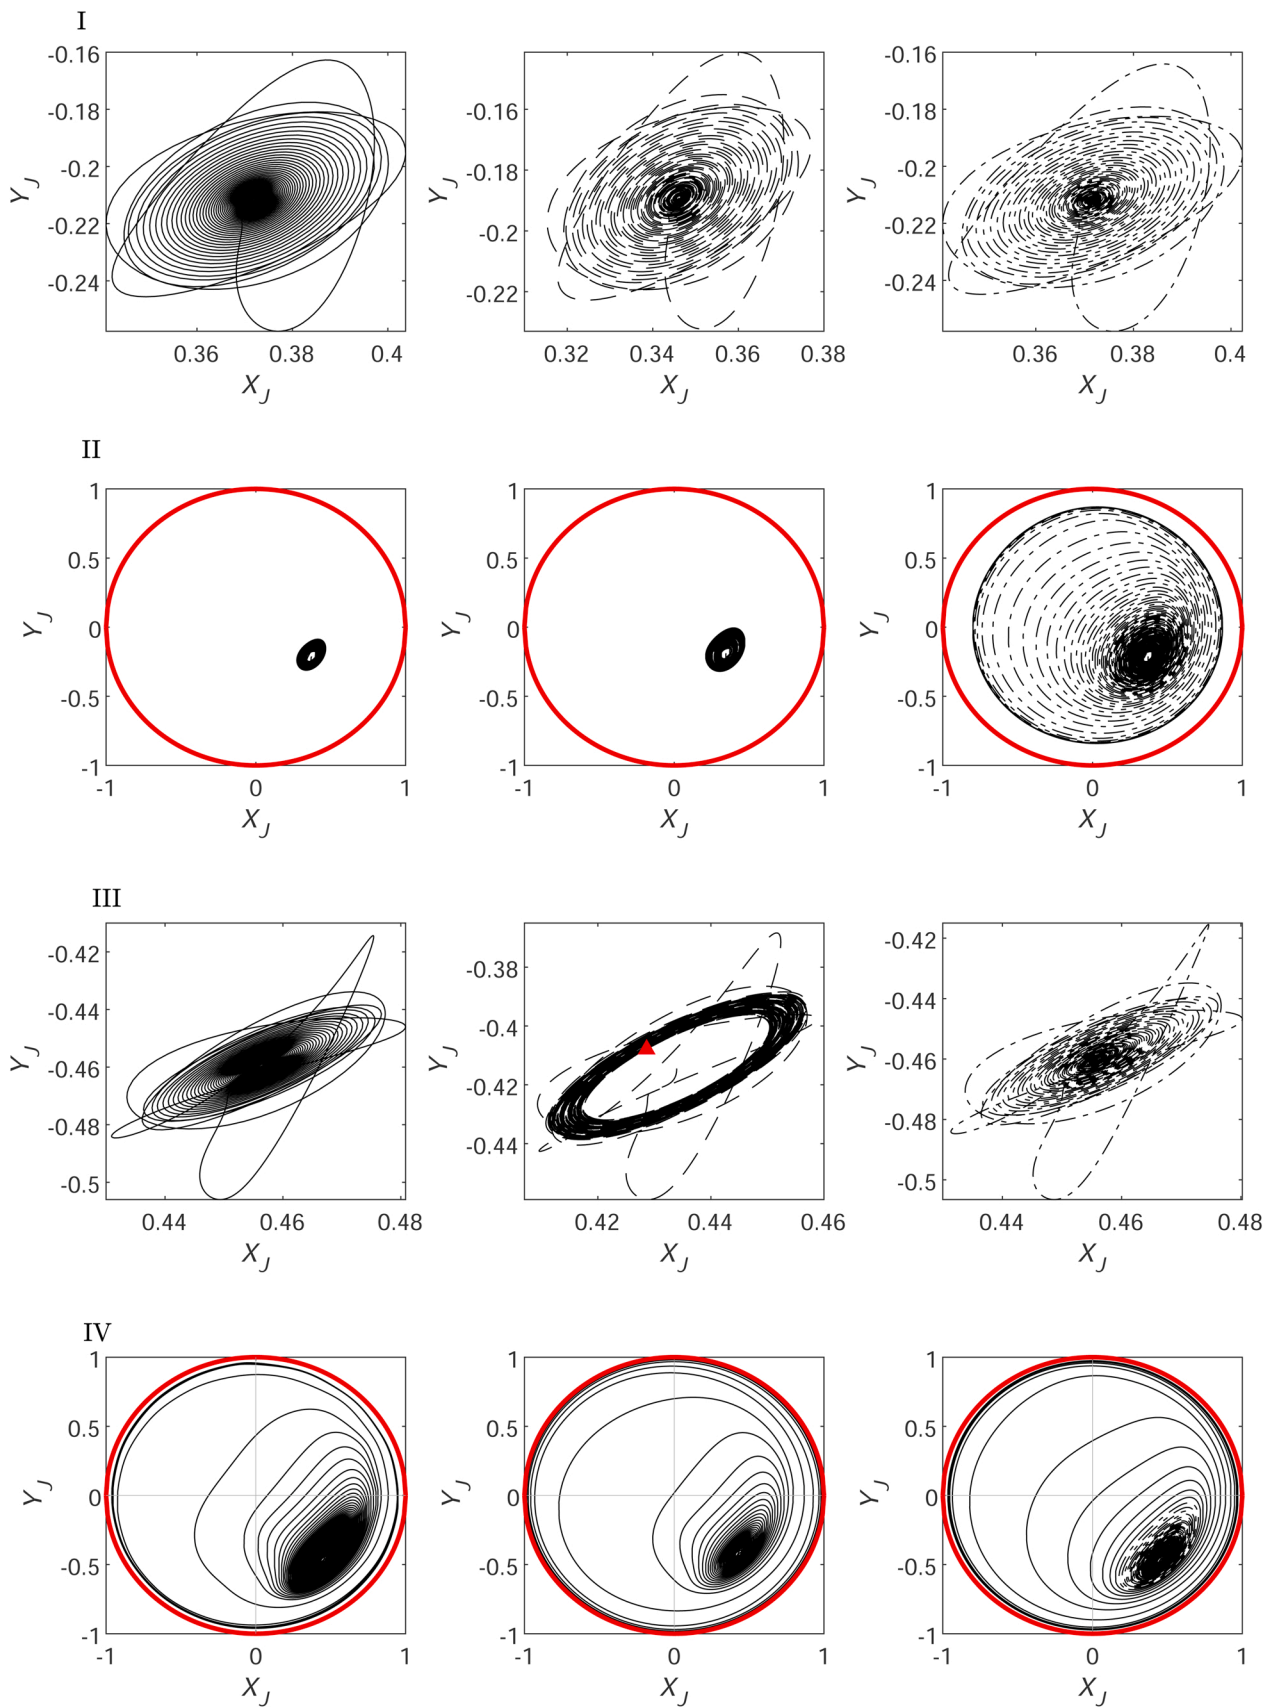 I
-0.16
-0.18
-0.2
-0.22
-0.24
Y_J
0.36 0.38 0.4
X_J
-0.16
-0.18
-0.2
-0.22
Y_J
0.32 0.34 0.36 0.38
X_J
-0.16
-0.18
-0.2
-0.22
-0.24
Y_J
0.36 0.38 0.4
X_J
II
1
0.5
0
-0.5
-1
Y_J
-1 0 1
X_J
1
0.5
0
-0.5
-1
Y_J
-1 0 1
X_J
1
0.5
0
-0.5
-1
Y_J
-1 0 1
X_J
III
-0.42
-0.44
-0.46
-0.48
-0.5
Y_J
0.44 0.46 0.48
X_J
-0.38
-0.4
-0.42
-0.44
Y_J
0.42 0.44 0.46
X_J
-0.42
-0.44
-0.46
-0.48
-0.5
Y_J
0.44 0.46 0.48
X_J
IV
1
0.5
0
-0.5
-1
Y_J
-1 0 1
X_J
1
0.5
0
-0.5
-1
Y_J
-1 0 1
X_J
1
0.5
0
-0.5
-1
Y_J
-1 0 1
X_J